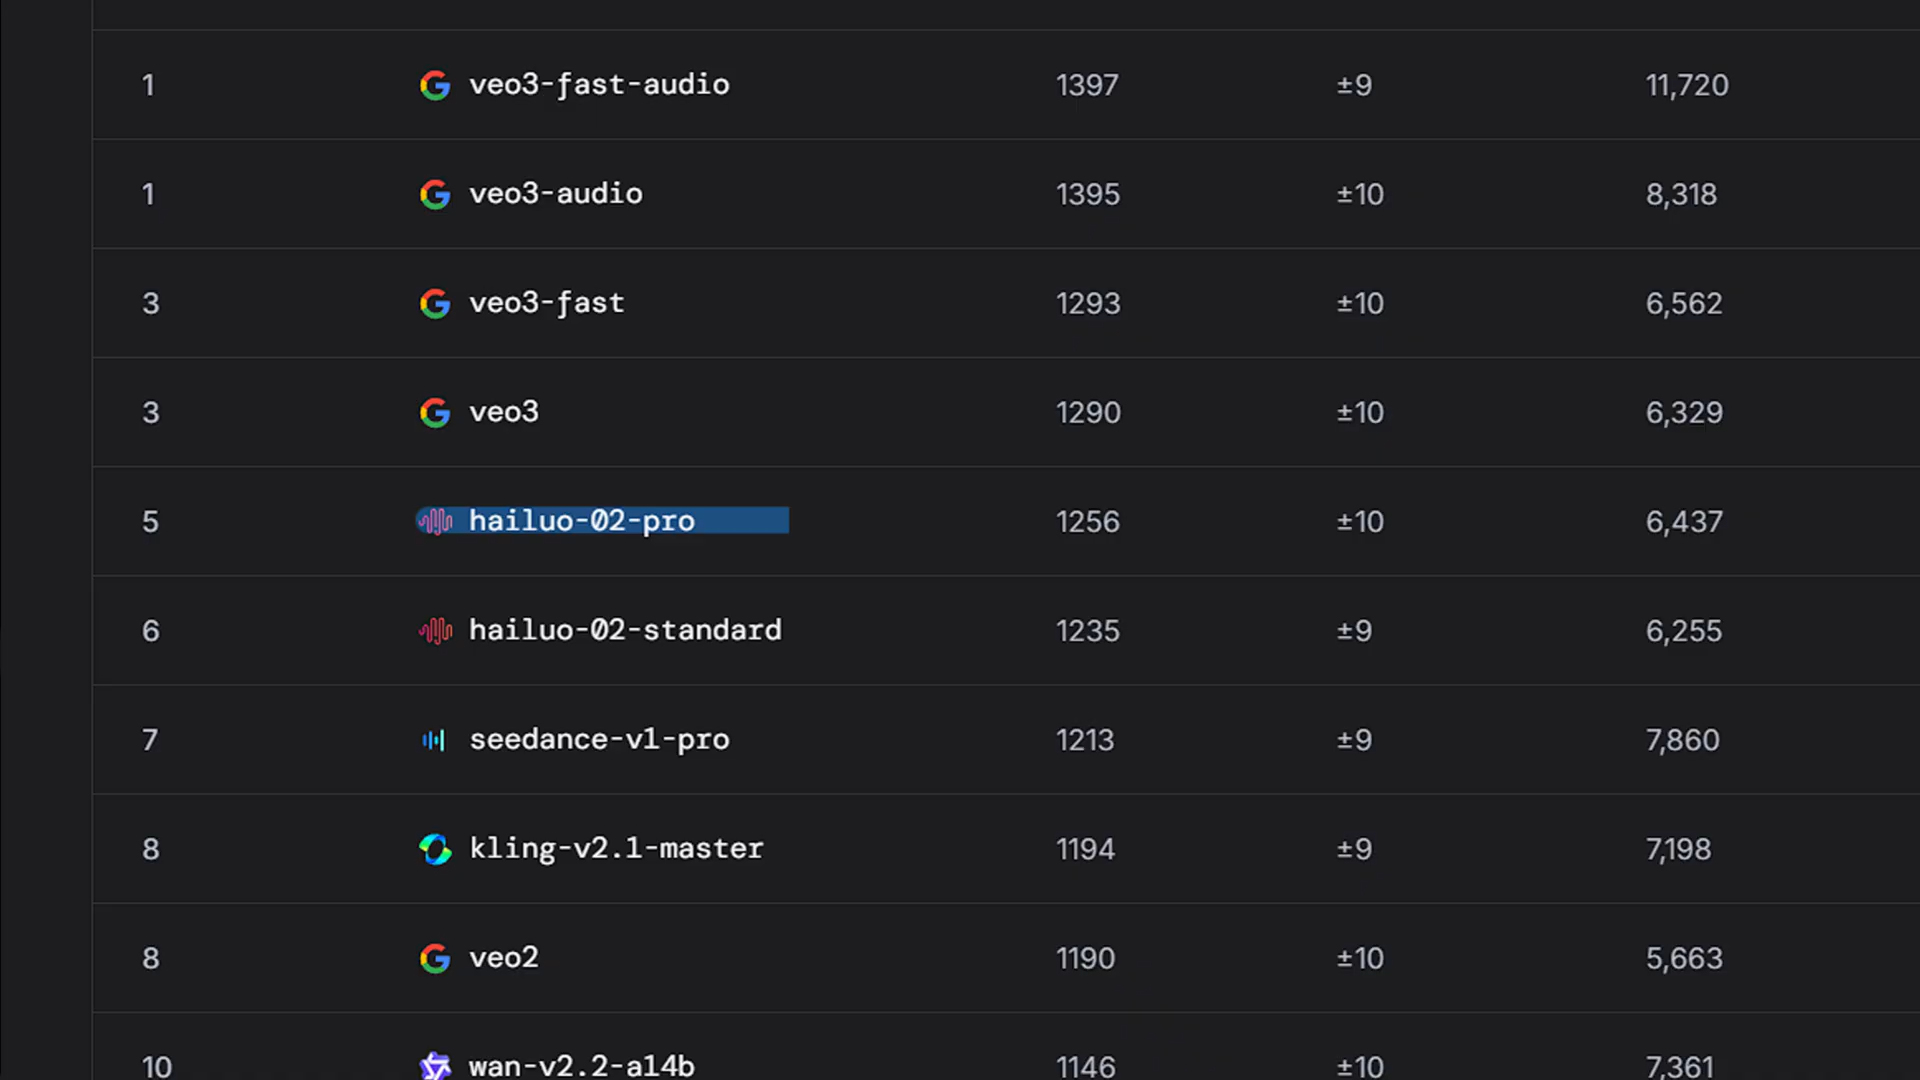 1 veo3-fast-audio 1397 ±9 11,720
1 veo3-audio 1395 ±10 8,318
3 veo3-fast 1293 ±10 6,562
3 veo3 1290 ±10 6,329
5 hailuo-02-pro 1256 ±10 6,437
6 hailuo-02-standard 1235 ±9 6,255
7 seedance-v1-pro 1213 ±9 7,860
8 kling-v2.1-master 1194 ±9 7,198
8 veo2 1190 ±10 5,663
10 wan-v2.2-a14b 1146 ±10 7,361